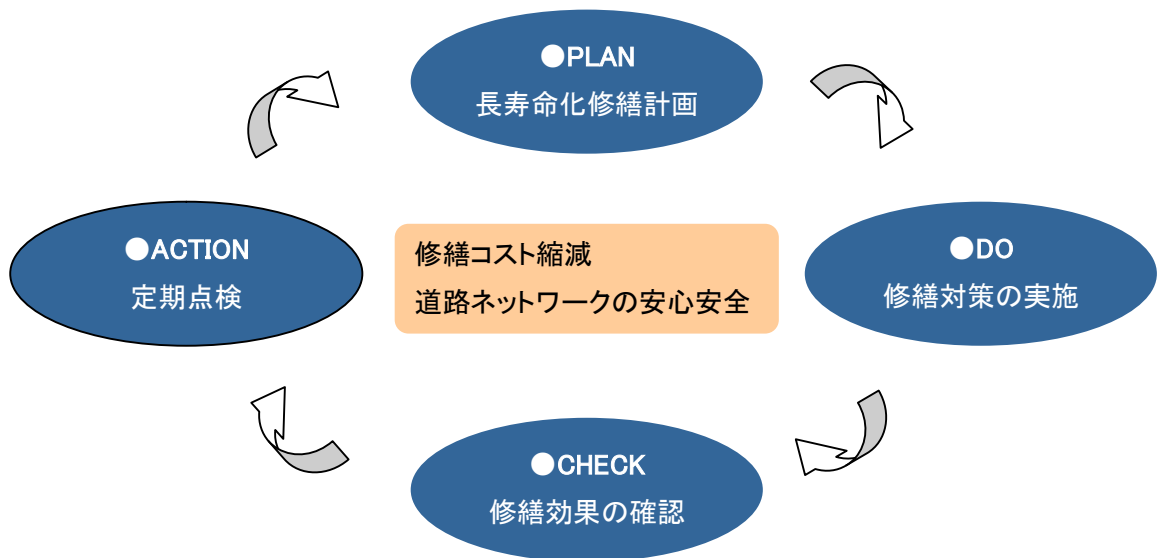 ●PLAN
長寿命化修繕計画
●ACTION
定期点検
修繕コスト縮減
道路ネットワークの安心安全
●DO
修繕対策の実施
●CHECK
修繕効果の確認